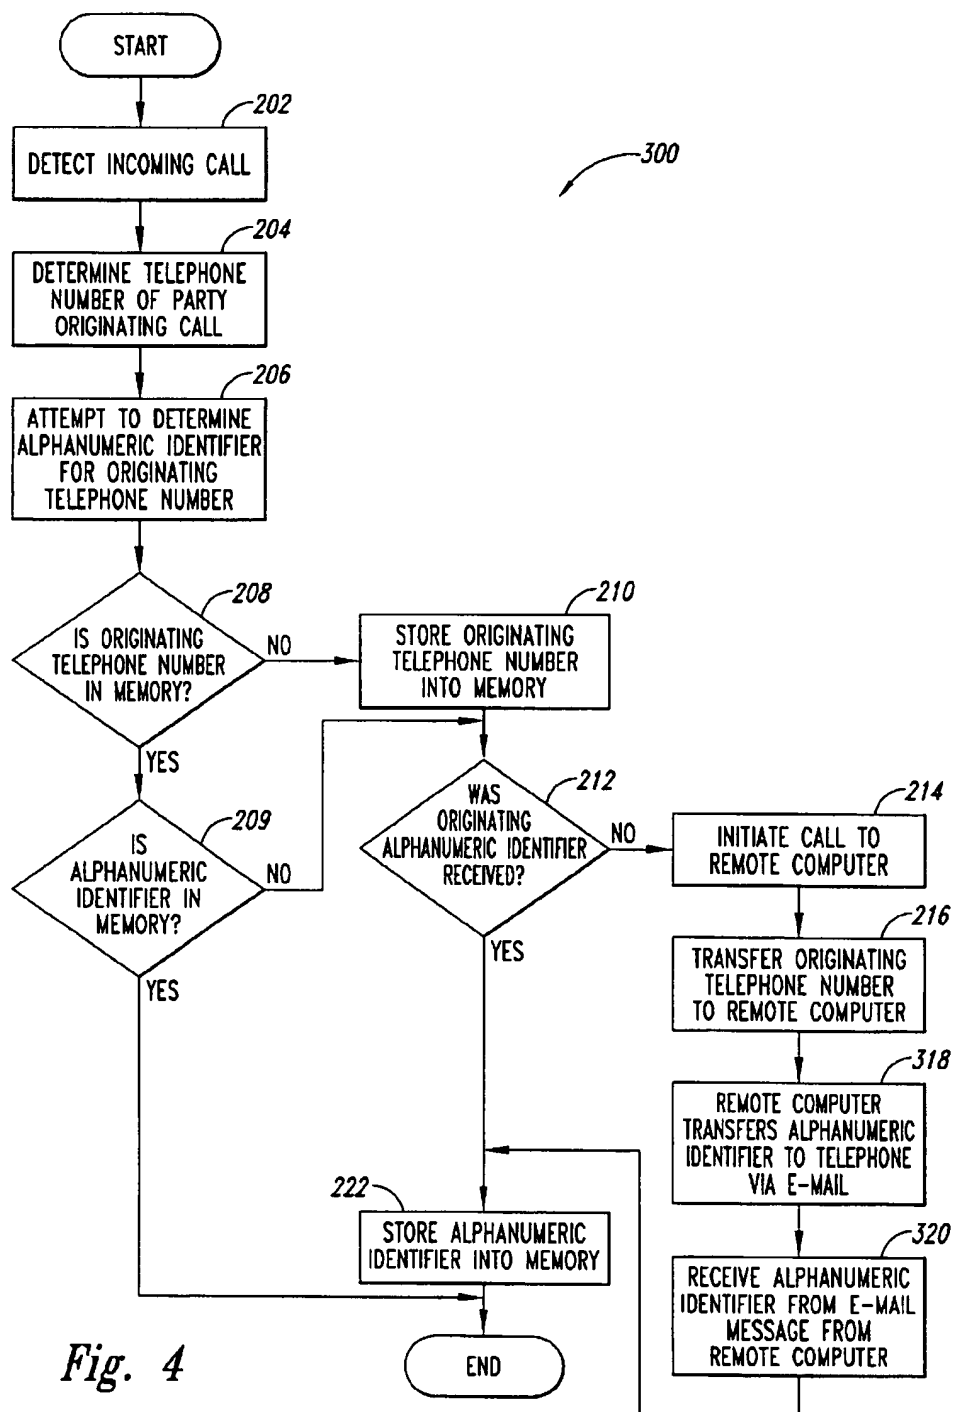 START
202
DETECT INCOMING CALL
300
204
DETERMINE TELEPHONE
NUMBER OF PARTY
ORIGINATING CALL
206
ATTEMPT TO DETERMINE
ALPHANUMERIC IDENTIFIER
FOR ORIGINATING
TELEPHONE NUMBER
208
IS ORIGINATING
TELEPHONE NUMBER
IN MEMORY?
NO
YES
210
STORE ORIGINATING
TELEPHONE NUMBER
INTO MEMORY
209
IS
ALPHANUMERIC
IDENTIFIER IN
MEMORY?
NO
YES
212
WAS
ORIGINATING
ALPHANUMERIC IDENTIFIER
RECEIVED?
NO
YES
214
INITIATE CALL TO
REMOTE COMPUTER
216
TRANSFER ORIGINATING
TELEPHONE NUMBER
TO REMOTE COMPUTER
318
REMOTE COMPUTER
TRANSFERS ALPHANUMERIC
IDENTIFIER TO TELEPHONE
VIA E-MAIL
222
STORE ALPHANUMERIC
IDENTIFIER INTO MEMORY
320
RECEIVE ALPHANUMERIC
IDENTIFIER FROM E-MAIL
MESSAGE FROM
REMOTE COMPUTER
END
Fig. 4